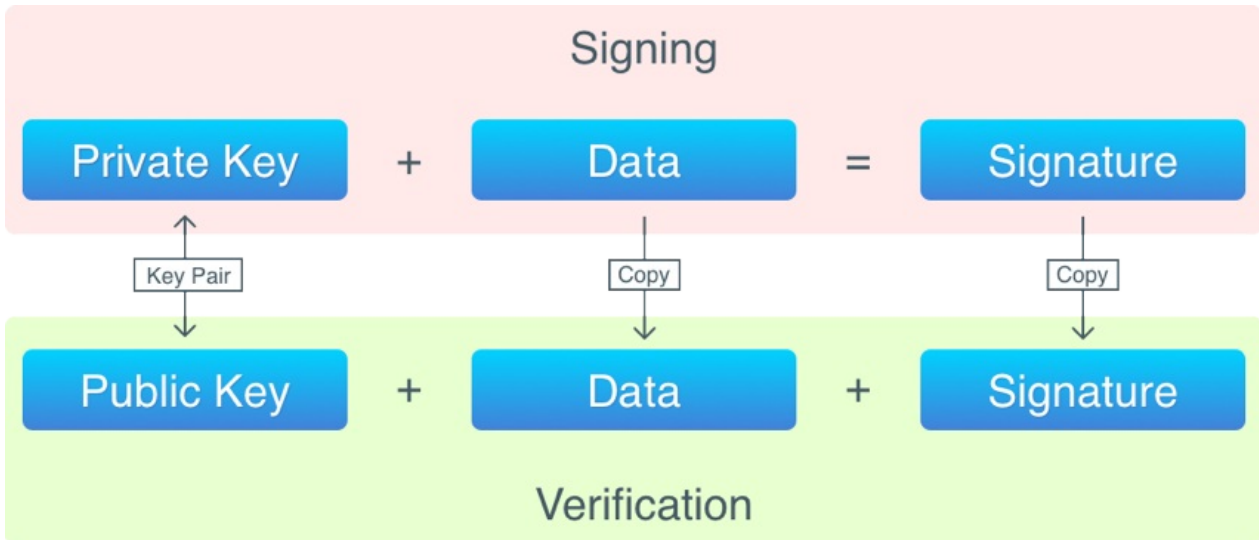 Signing
Private Key + Data = Signature
Key Pair Copy Copy
Public Key + Data + Signature
Verification